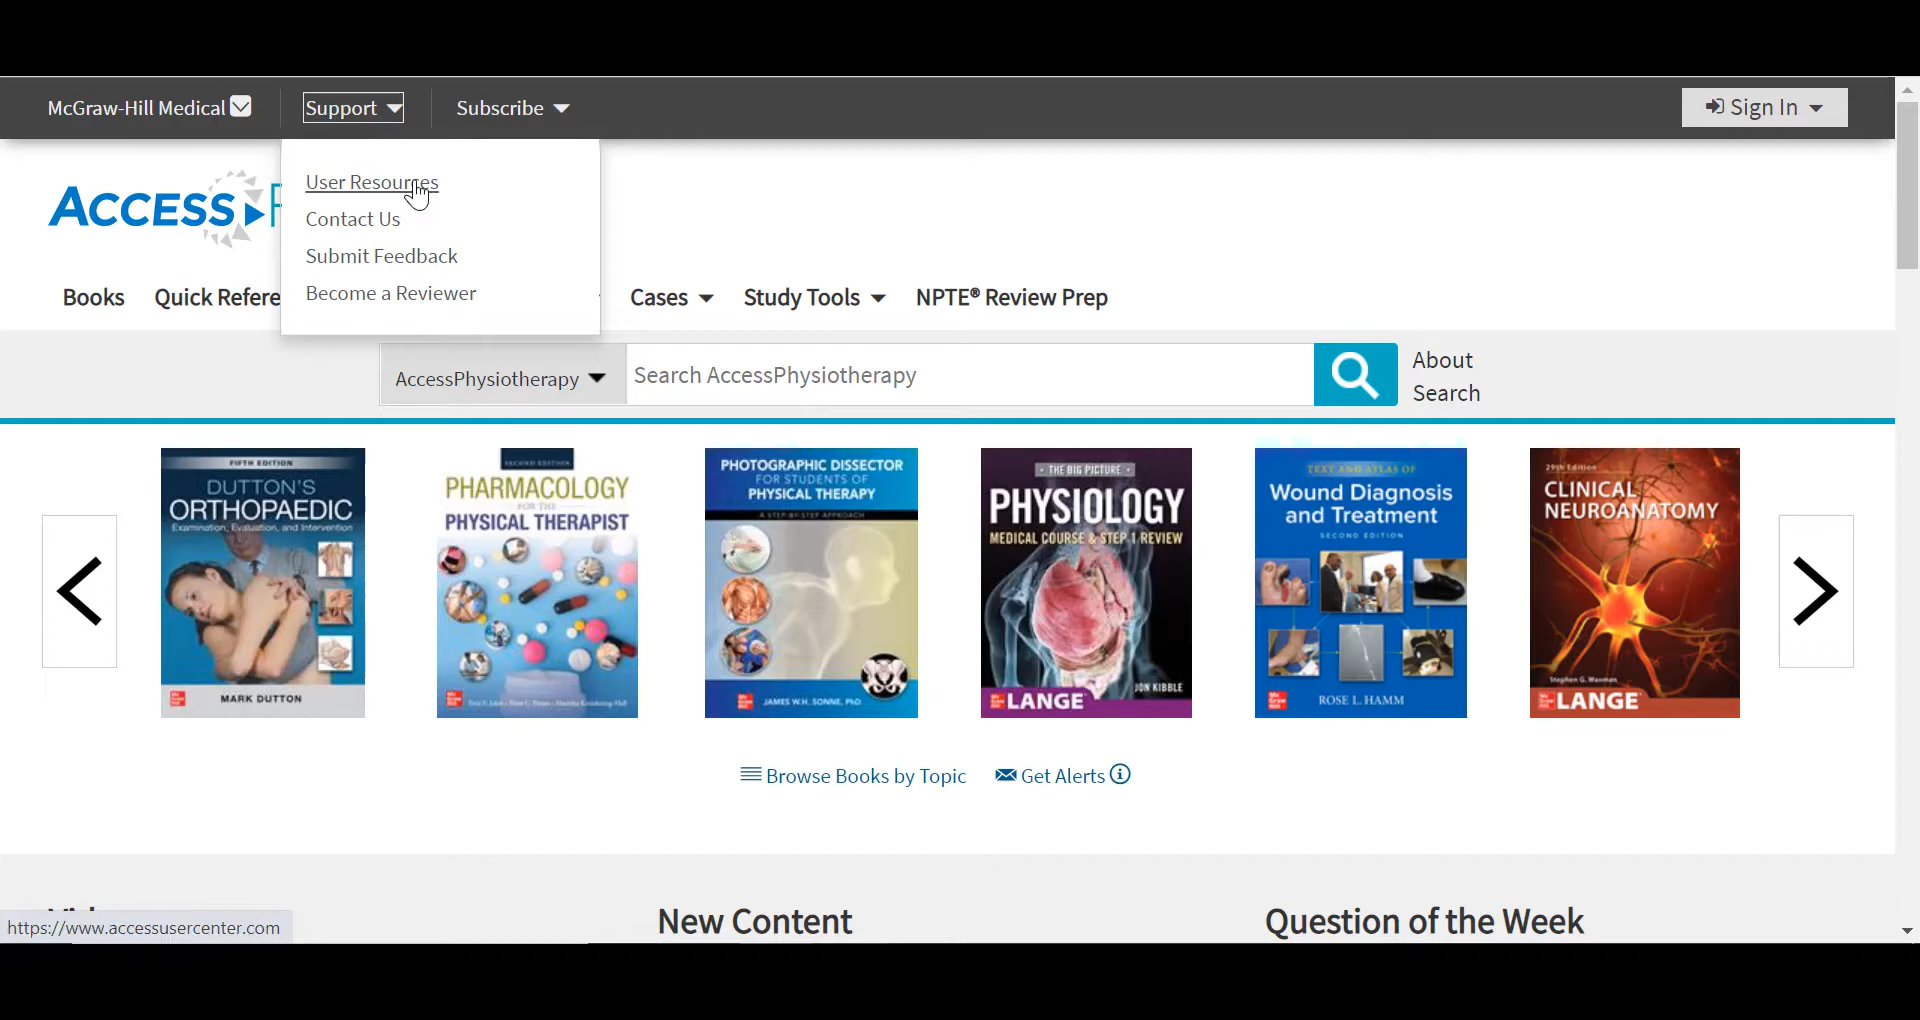 McGraw-Hill Medical
Support
Subscribe
Sign In
User Resources
Contact Us
Submit Feedback
Become a Reviewer
ACCESS
Books
Quick Refere
Cases
Study Tools
NPTE® Review Prep
AccessPhysiotherapy
Search AccessPhysiotherapy
About
Search
FIFTH EDITION
DUTTON'S
ORTHOPAEDIC
Examination, Evaluation, and Intervention
MARK DUTTON
SECOND EDITION
PHARMACOLOGY
FOR THE
PHYSICAL THERAPIST
PHOTOGRAPHIC DISSECTOR
FOR STUDENTS OF
PHYSICAL THERAPY
A STEP-BY-STEP APPROACH
JAMES W.H. SONNE, PhD
THE BIG PICTURE
PHYSIOLOGY
MEDICAL COURSE & STEP 1 REVIEW
JON KIBBLE
LANGE
TEXT AND ATLAS OF
Wound Diagnosis
and Treatment
SECOND EDITION
ROSE L. HAMM
29th Edition
CLINICAL
NEUROANATOMY
Stephen G. Waxman
LANGE
Browse Books by Topic
Get Alerts
New Content
Question of the Week
https://www.accessusercenter.com